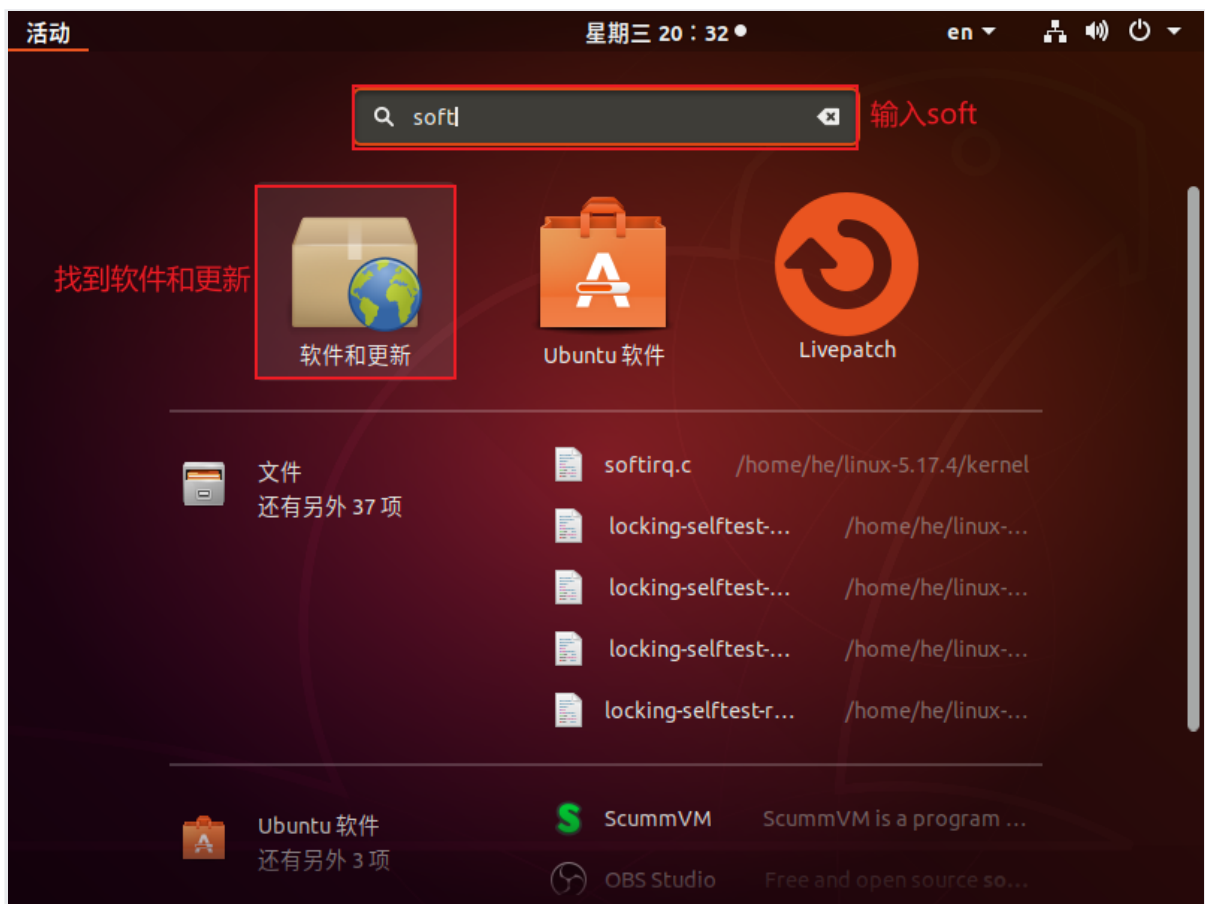 活动
星期三 20：32
en
soft
输入soft
找到软件和更新
软件和更新
Ubuntu 软件
Livepatch
文件
还有另外 37 项
softirq.c /home/he/linux-5.17.4/kernel
locking-selftest-... /home/he/linux-...
locking-selftest-... /home/he/linux-...
locking-selftest-... /home/he/linux-...
locking-selftest-r... /home/he/linux-...
Ubuntu 软件
还有另外 3 项
ScummVM ScummVM is a program ...
OBS Studio Free and open source so...